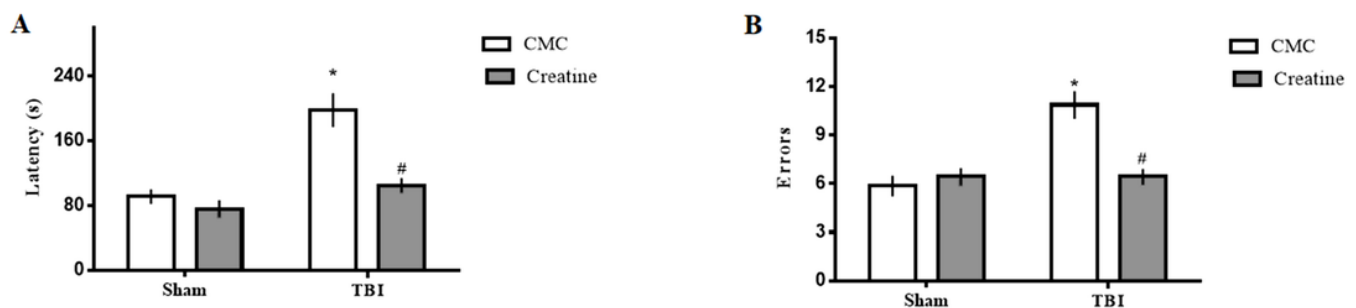 A
Latency (s)
240
160
80
0
*
#
Sham
TBI
CMC
Creatine
B
Errors
15
12
9
6
3
0
*
#
Sham
TBI
CMC
Creatine